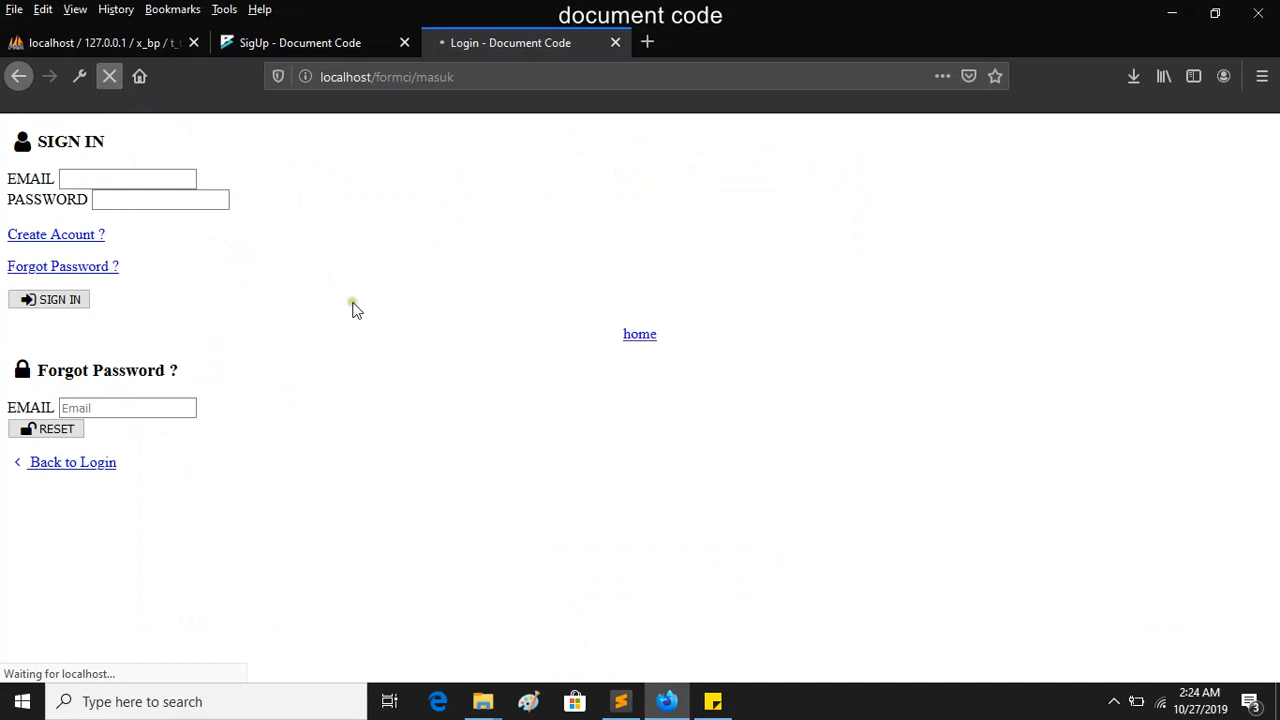 document code
File Edit View History Bookmarks Tools Help
localhost / 127.0.0.1 / x_bp / t_
SigUp - Document Code
Login - Document Code
localhost/formci/masuk
SIGN IN
EMAIL
PASSWORD
Create Acount ?
Forgot Password ?
SIGN IN
home
Forgot Password ?
EMAIL Email
RESET
Back to Login
Waiting for localhost...
Type here to search
2:24 AM
10/27/2019
3